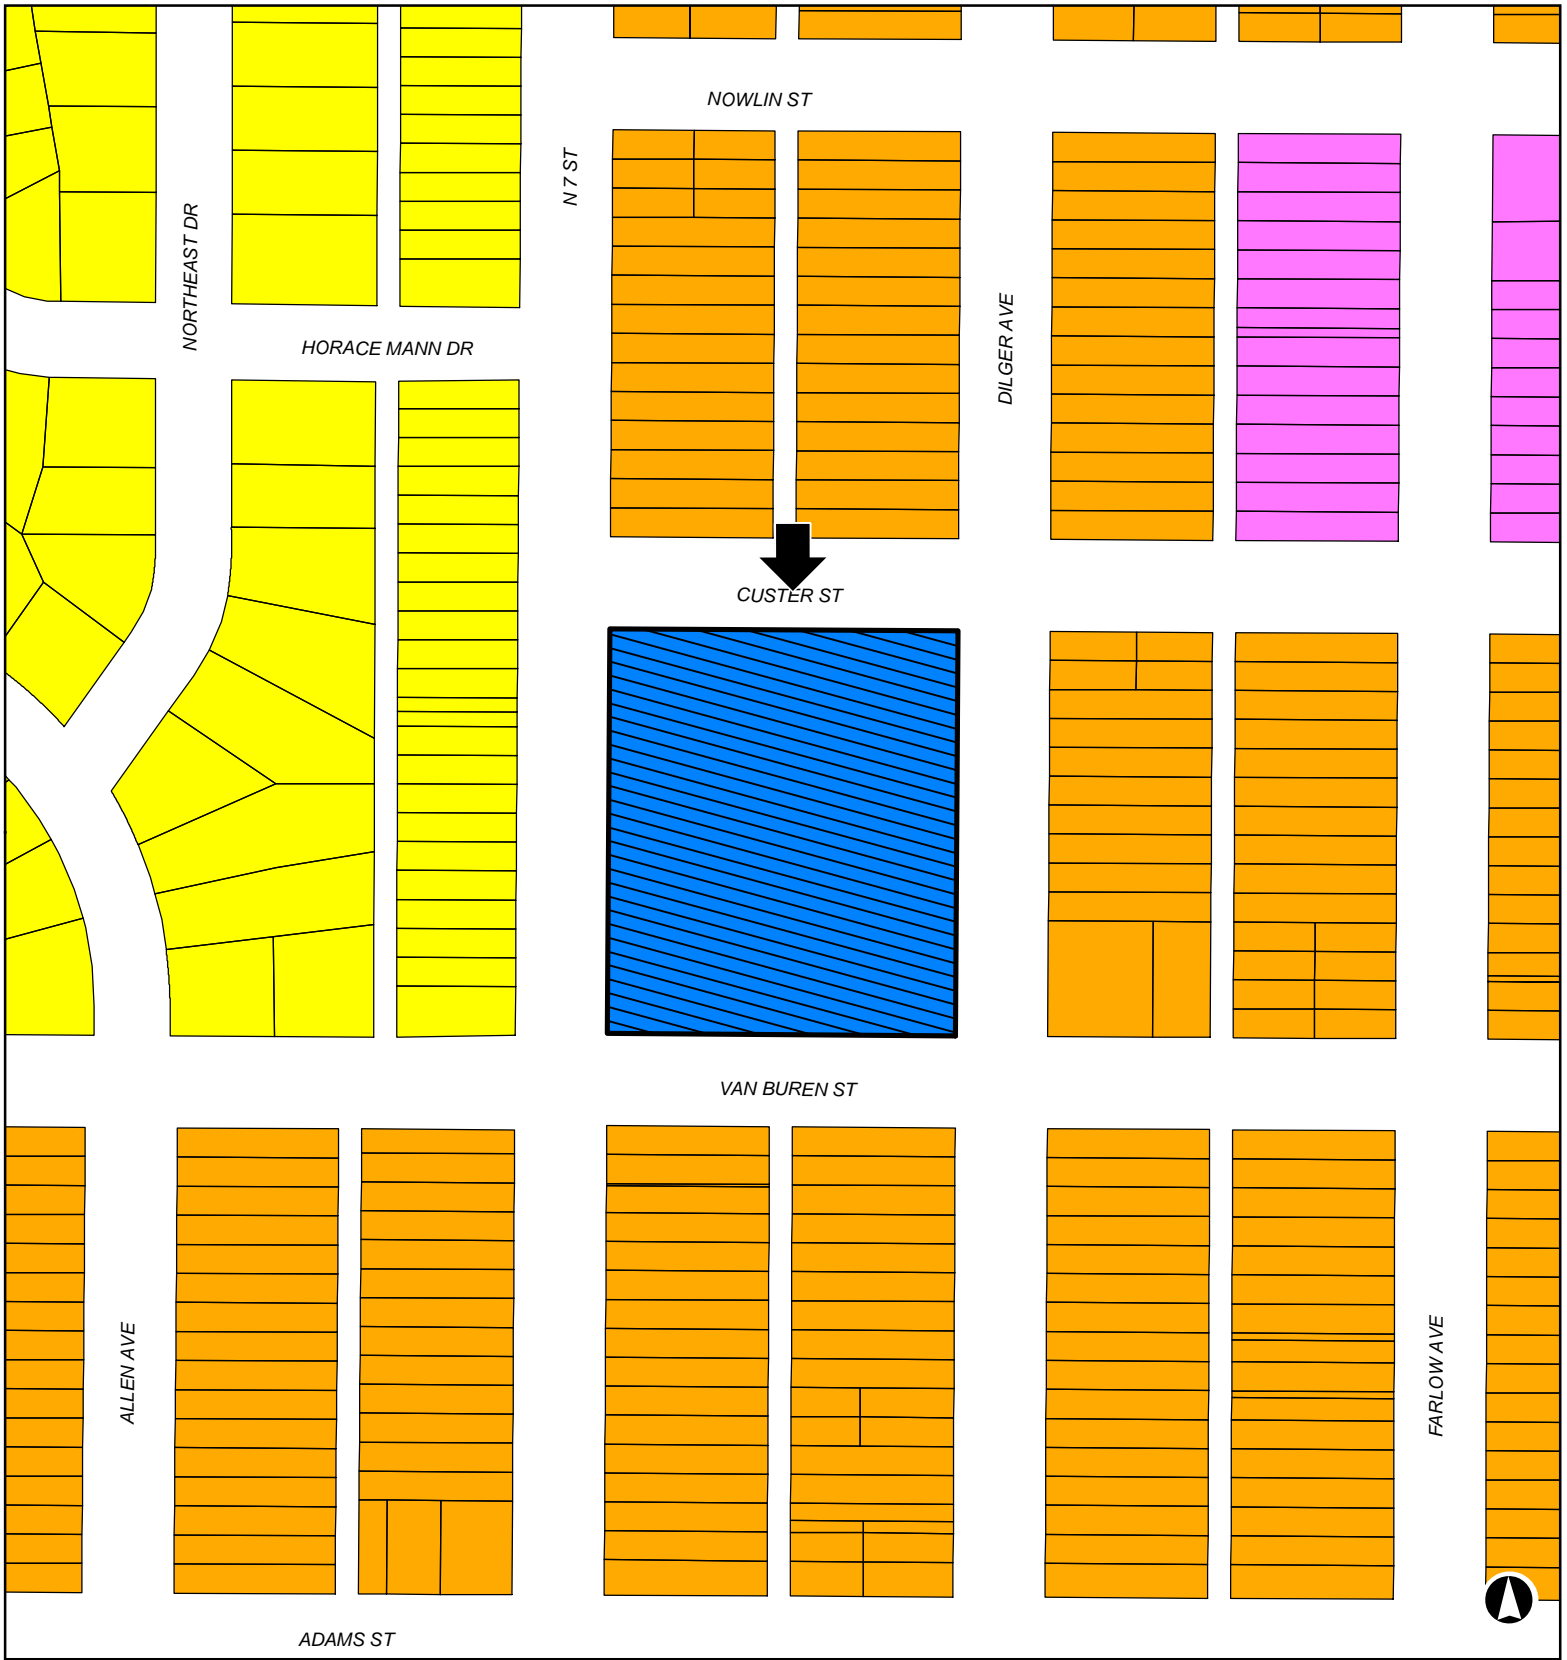 NOWLIN ST
N 7 ST
NORTHEAST DR
HORACE MANN DR
DILGER AVE
CUSTER ST
VAN BUREN ST
ALLEN AVE
FARLOW AVE
ADAMS ST